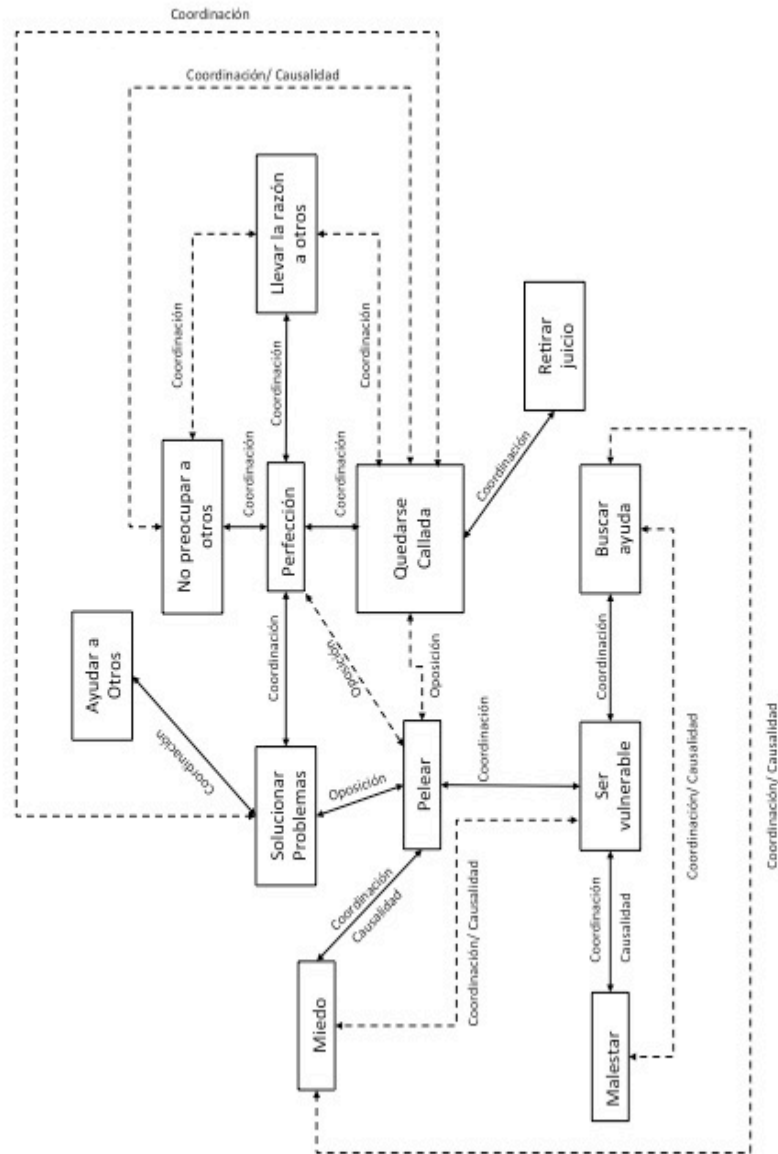 Coordinación
Coordinación/ Causalidad
Llevar la razón
a otros
Coordinación
Coordinación
Coordinación
Retirar
juicio
No preocupar a
otros
Coordinación
Perfección
Coordinación
Quedarse
Callada
Coordinación
Buscar
ayuda
Ayudar a
Otros
Coordinación
Coordinación
Oposición
Oposición
Coordinación
Solucionar
Problemas
Oposición
Pelear
Coordinación
Ser
vulnerable
Coordinación/ Causalidad
Coordinación/ Causalidad
Coordinación
Causalidad
Coordinación/ Causalidad
Coordinación
Causalidad
Miedo
Malestar